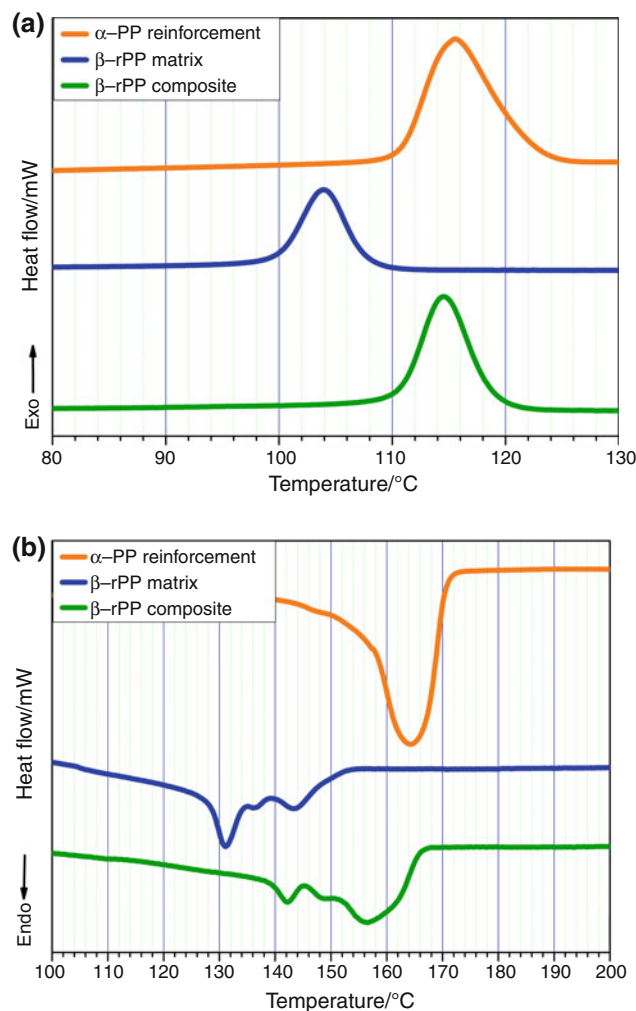 (a)
α–PP reinforcement
β–rPP matrix
β–rPP composite
Heat flow/mW
Exo
80 90 100 110 120 130
Temperature/°C
(b)
α–PP reinforcement
β–rPP matrix
β–rPP composite
Heat flow/mW
Endo
100 110 120 130 140 150 160 170 180 190 200
Temperature/°C